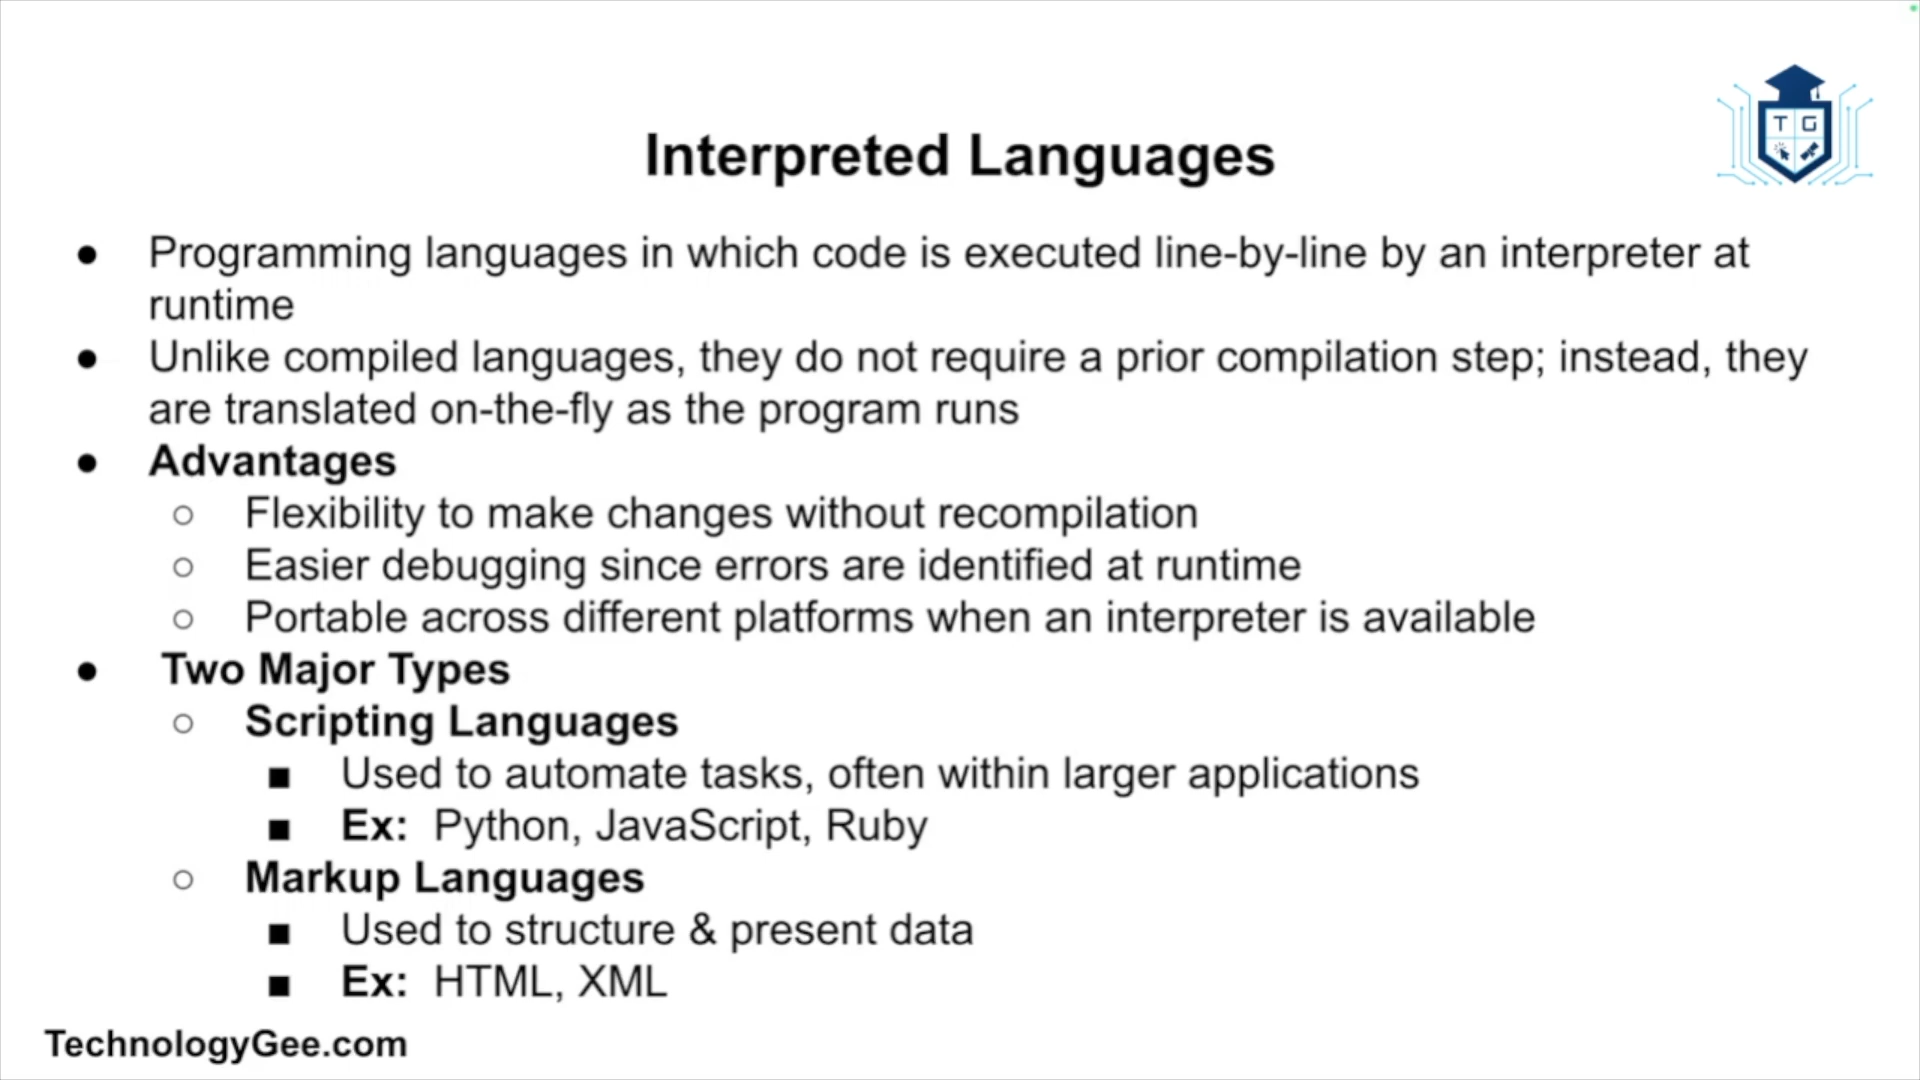 T G
Interpreted Languages
● Programming languages in which code is executed line-by-line by an interpreter at
runtime
● Unlike compiled languages, they do not require a prior compilation step; instead, they
are translated on-the-fly as the program runs
● Advantages
○ Flexibility to make changes without recompilation
○ Easier debugging since errors are identified at runtime
○ Portable across different platforms when an interpreter is available
● Two Major Types
○ Scripting Languages
■ Used to automate tasks, often within larger applications
■ Ex: Python, JavaScript, Ruby
○ Markup Languages
■ Used to structure & present data
■ Ex: HTML, XML
TechnologyGee.com